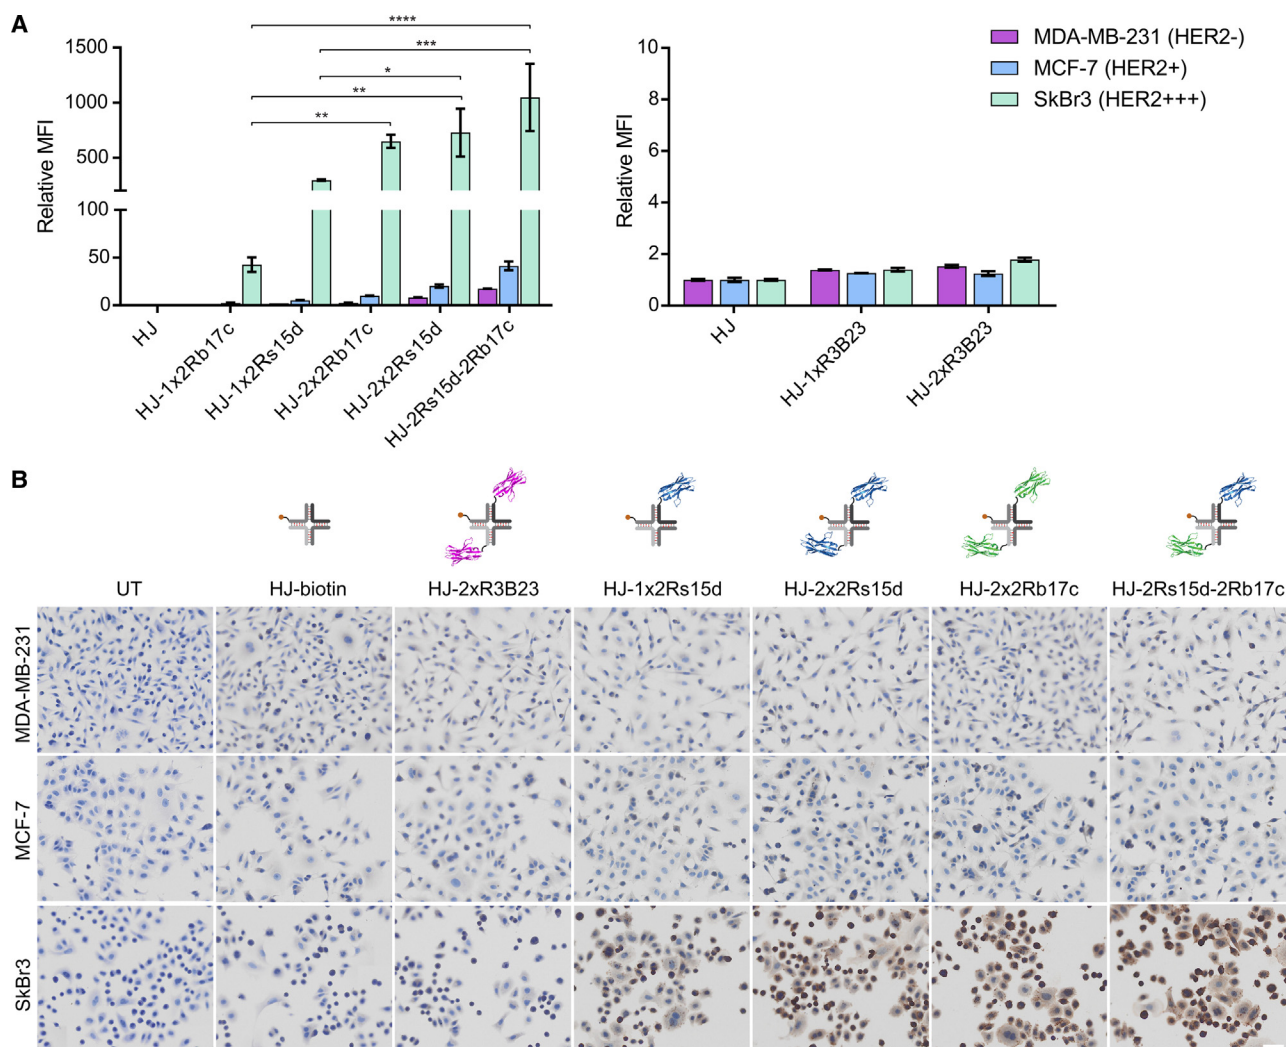 A
Relative MFI
1500
1000
500
100
50
0
****
***
*
**
**
HJ
HJ-1x2Rb17c
HJ-1x2Rs15d
HJ-2x2Rb17c
HJ-2x2Rs15d
HJ-2Rs15d-2Rb17c
Relative MFI
10
8
6
4
2
0
HJ
HJ-1xR3B23
HJ-2xR3B23
MDA-MB-231 (HER2-)
MCF-7 (HER2+)
SkBr3 (HER2+++)
B
UT HJ-biotin HJ-2xR3B23 HJ-1x2Rs15d HJ-2x2Rs15d HJ-2x2Rb17c HJ-2Rs15d-2Rb17c
MDA-MB-231
MCF-7
SkBr3